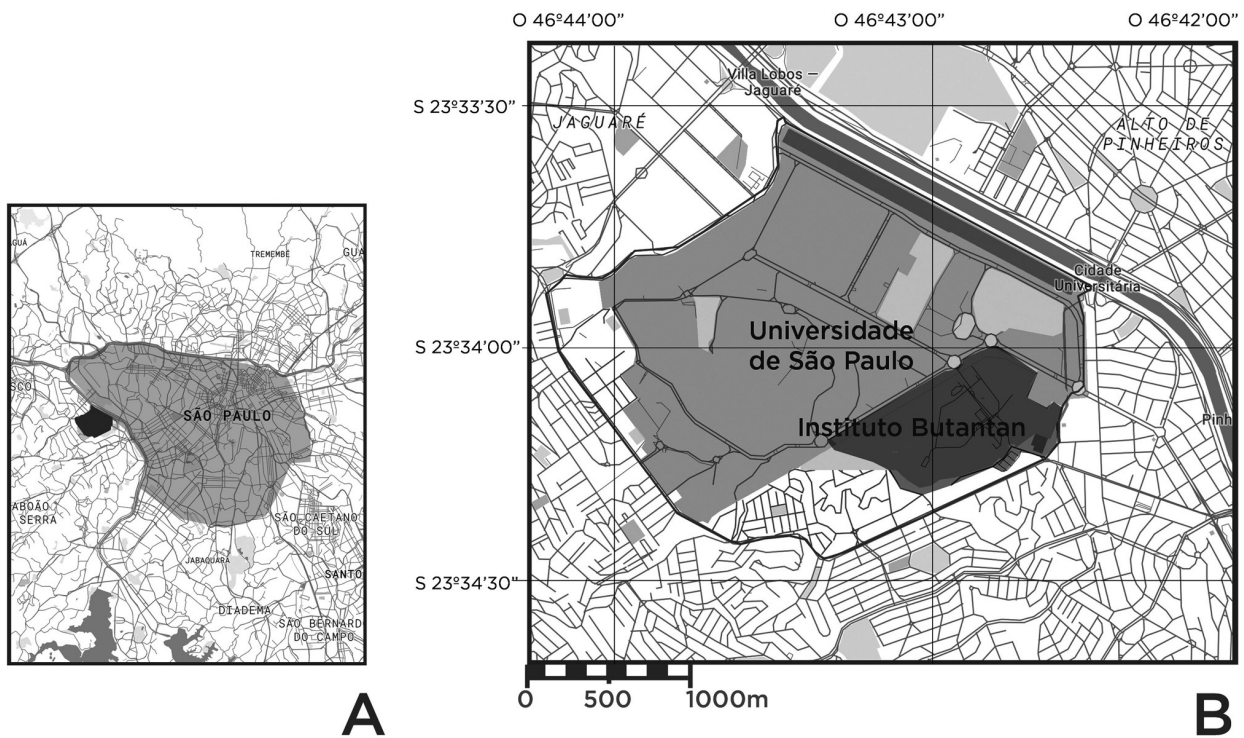 O 46º44’00”
O 46º43’00”
O 46º42’00”
S 23º33’30”
S 23º34’00”
S 23º34’30”
Villa Lobos –
Jaguaré
JAGUARÉ
ALTO DE
PINHEIROS
Cidade
Universitária
Universidade
de São Paulo
Instituto Butantan
Pinh
0
500
1000m
B
AGUÁ
TREMEMBÉ
GUA
SCO
SÃO PAULO
ABOÃO
SERRA
SÃO CAETANO
DO SUL
JABAQUARA
SANTO
DIADEMA
SÃO BERNARD
DO CAMPO
A